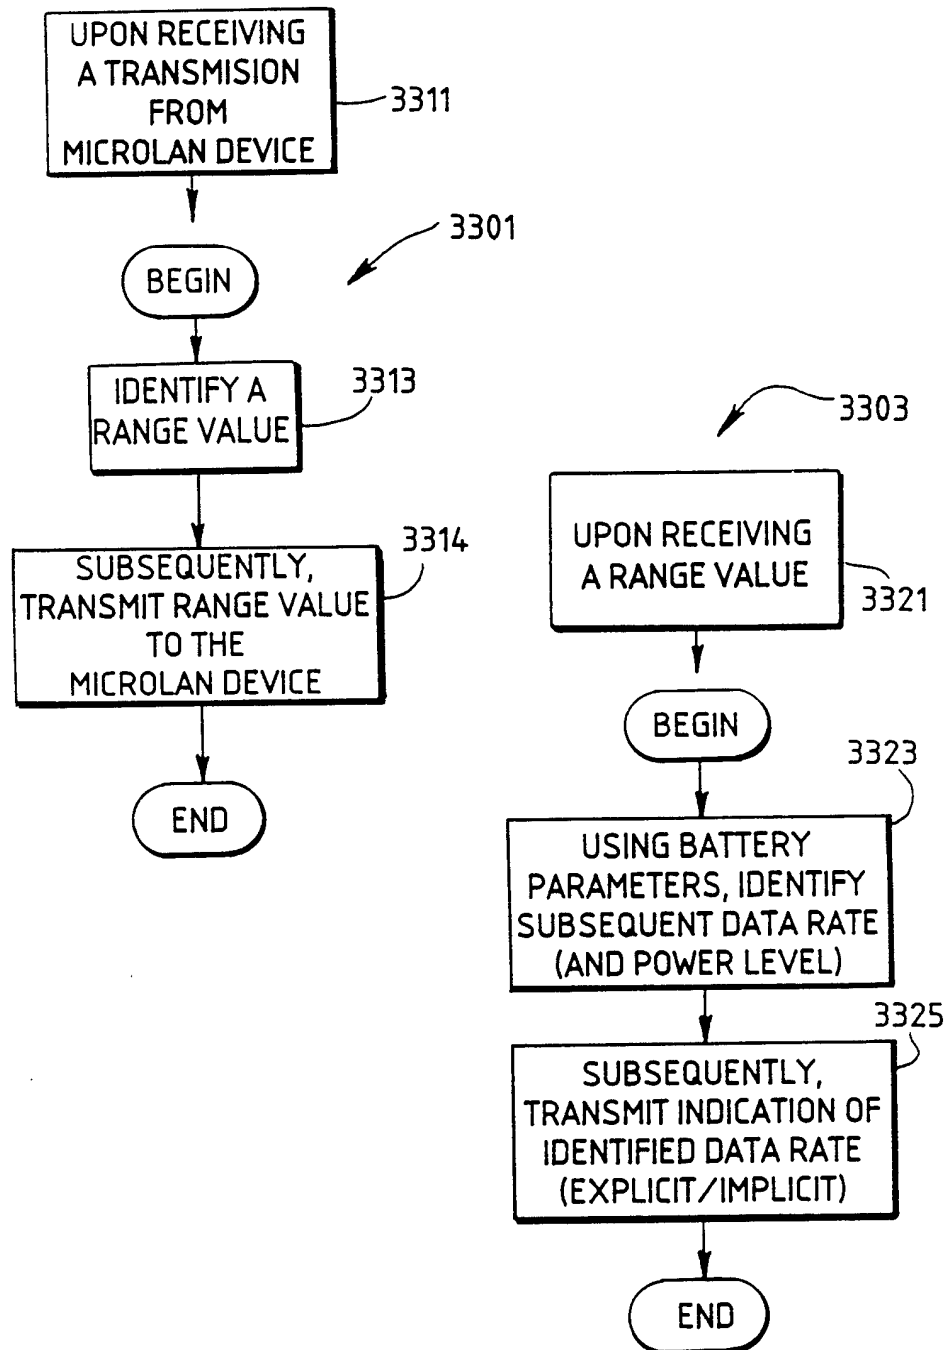 UPON RECEIVING
A TRANSMISION
FROM
MICROLAN DEVICE
3311
3301
BEGIN
IDENTIFY A
RANGE VALUE
3313
SUBSEQUENTLY,
TRANSMIT RANGE VALUE
TO THE
MICROLAN DEVICE
3314
END
3303
UPON RECEIVING
A RANGE VALUE
3321
BEGIN
USING BATTERY
PARAMETERS, IDENTIFY
SUBSEQUENT DATA RATE
(AND POWER LEVEL)
3323
SUBSEQUENTLY,
TRANSMIT INDICATION OF
IDENTIFIED DATA RATE
(EXPLICIT/IMPLICIT)
3325
END